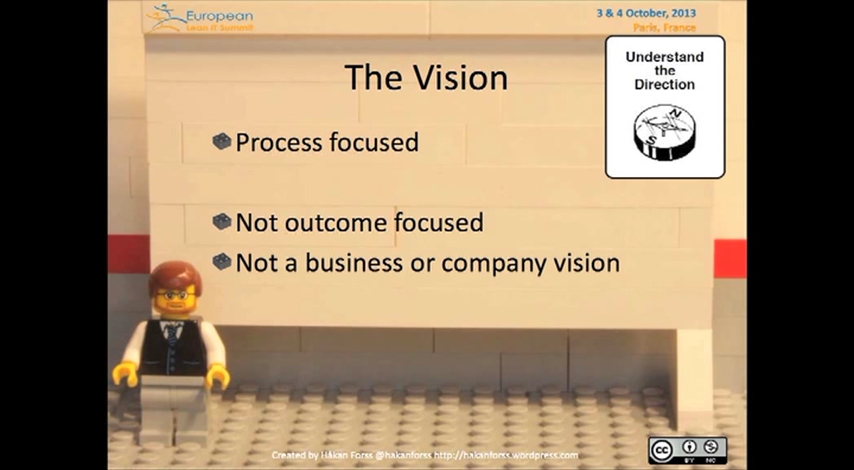 European
Lean IT Summit
3 & 4 October, 2013
Paris, France
The Vision
Understand
the
Direction
N
S
Process focused
Not outcome focused
Not a business or company vision
Created by Håkan Forss @hakanforss http://hakanforss.wordpress.com
cc
BY NC